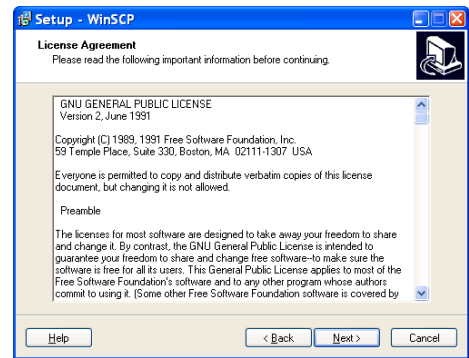 Setup - WinSCP
License Agreement
Please read the following important information before continuing.
GNU GENERAL PUBLIC LICENSE
Version 2, June 1991
Copyright (C) 1989, 1991 Free Software Foundation, Inc.
59 Temple Place, Suite 330, Boston, MA  02111-1307  USA
Everyone is permitted to copy and distribute verbatim copies of this license
document, but changing it is not allowed.
Preamble
The licenses for most software are designed to take away your freedom to share
and change it. By contrast, the GNU General Public License is intended to
guarantee your freedom to share and change free software--to make sure the
software is free for all its users. This General Public License applies to most of the
Free Software Foundation's software and to any other program whose authors
commit to using it. (Some other Free Software Foundation software is covered by
Help
< Back
Next >
Cancel